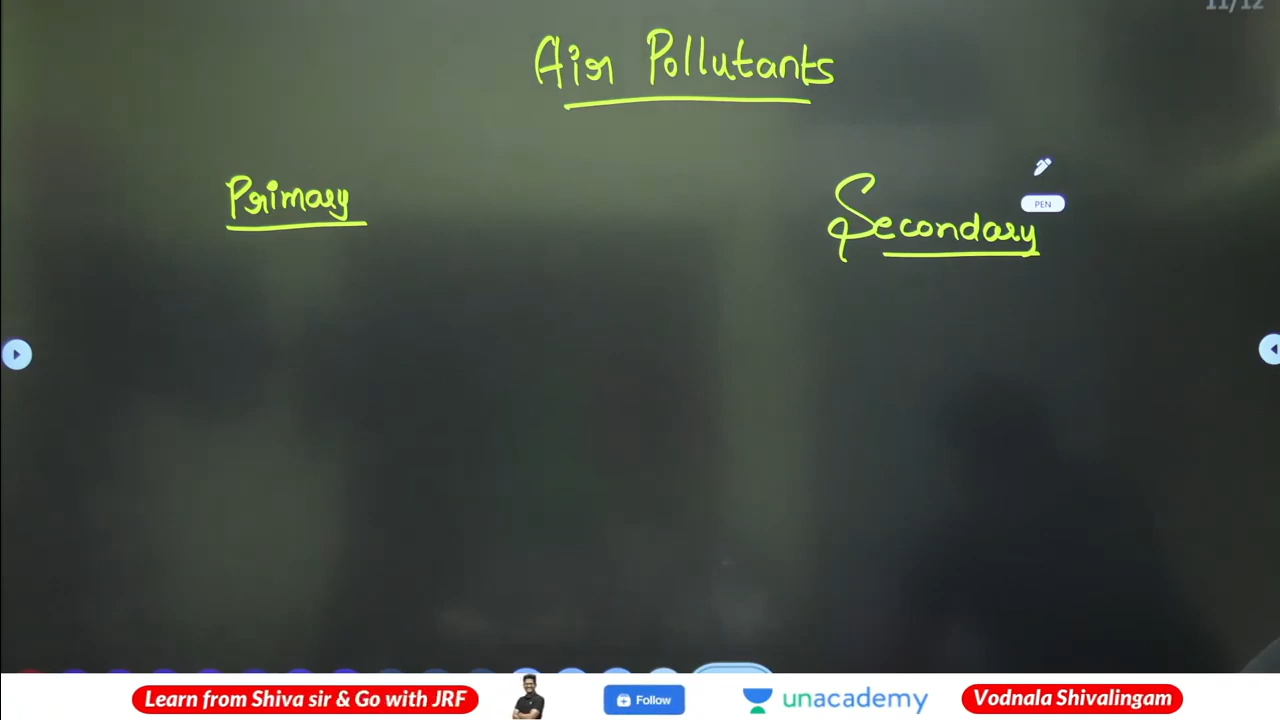 11/12
Air Pollutants
Primary
Secondary
PEN
Learn from Shiva sir & Go with JRF
Follow
unacademy
Vodnala Shivalingam